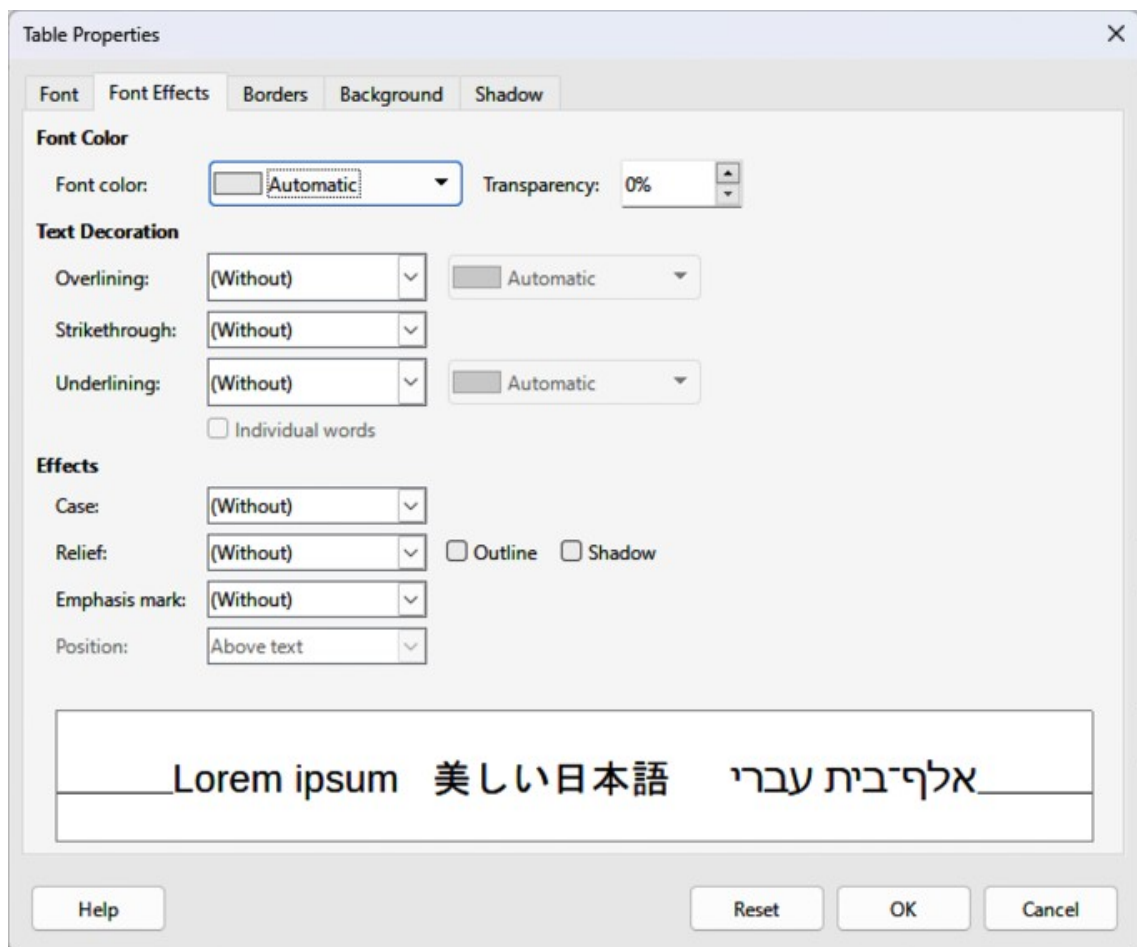 Table Properties
Font Font Effects Borders Background Shadow
Font Color
Font color: Automatic Transparency: 0%
Text Decoration
Overlining: (Without) Automatic
Strikethrough: (Without)
Underlining: (Without) Automatic
Individual words
Effects
Case: (Without)
Relief: (Without) Outline Shadow
Emphasis mark: (Without)
Position: Above text
Lorem ipsum 美しい日本語 אלף־בית עברי
Help Reset OK Cancel